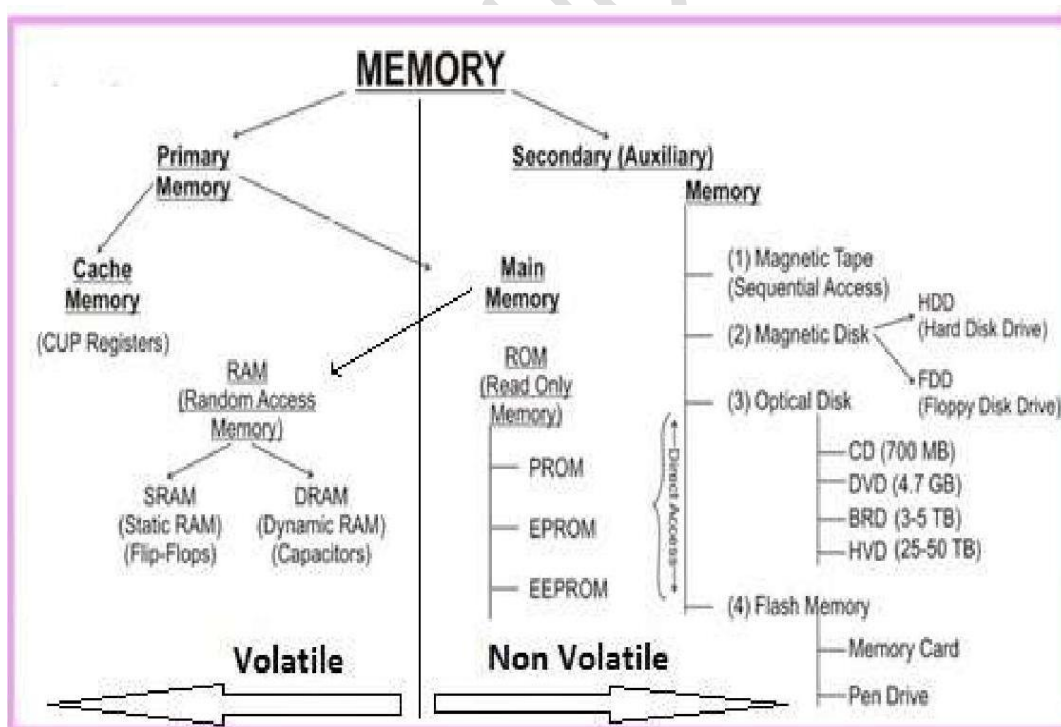 MEMORY
Primary
Memory
Secondary (Auxiliary)
Memory
Cache
Memory
(CUP Registers)
Main
Memory
RAM
(Random Access
Memory)
SRAM
(Static RAM)
(Flip-Flops)
DRAM
(Dynamic RAM)
(Capacitors)
ROM
(Read Only
Memory)
PROM
EPROM
EEPROM
Direct Access
(1) Magnetic Tape
(Sequential Access)
(2) Magnetic Disk
HDD
(Hard Disk Drive)
FDD
(Floppy Disk Drive)
(3) Optical Disk
CD (700 MB)
DVD (4.7 GB)
BRD (3-5 TB)
HVD (25-50 TB)
(4) Flash Memory
Memory Card
Pen Drive
Volatile
Non Volatile